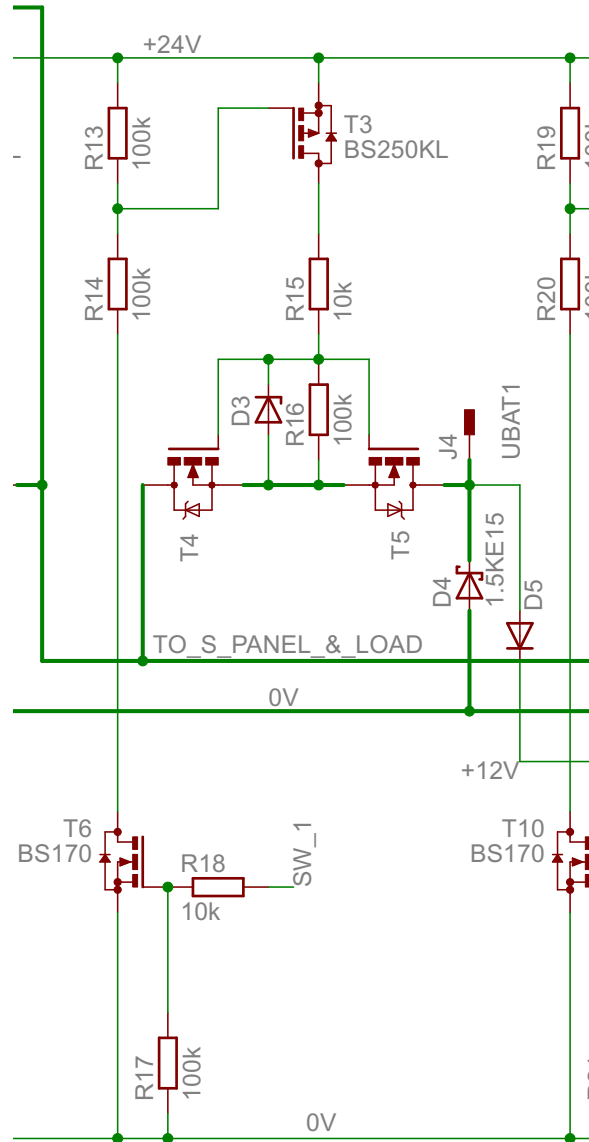 +24V
R13
100k
T3
BS250KL
R19
R14
100k
R15
10k
R20
D3
R16
100k
J4
UBAT1
T4
T5
D4
1.5KE15
D5
TO_S_PANEL_&_LOAD
0V
+12V
T6
BS170
R18
10k
SW_1
T10
BS170
R17
100k
0V